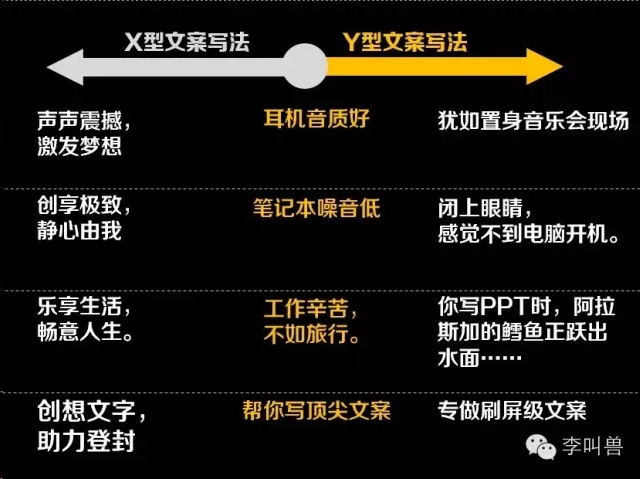 X型文案写法
Y型文案写法
声声震撼，
激发梦想
耳机音质好
犹如置身音乐会现场
创享极致，
静心由我
笔记本噪音低
闭上眼睛，
感觉不到电脑开机。
乐享生活，
畅意人生。
工作辛苦，
不如旅行。
你写PPT时，阿拉
斯加的鳕鱼正跃出
水面……
创想文字，
助力登封
帮你写顶尖文案
专做刷屏级文案
李叫兽